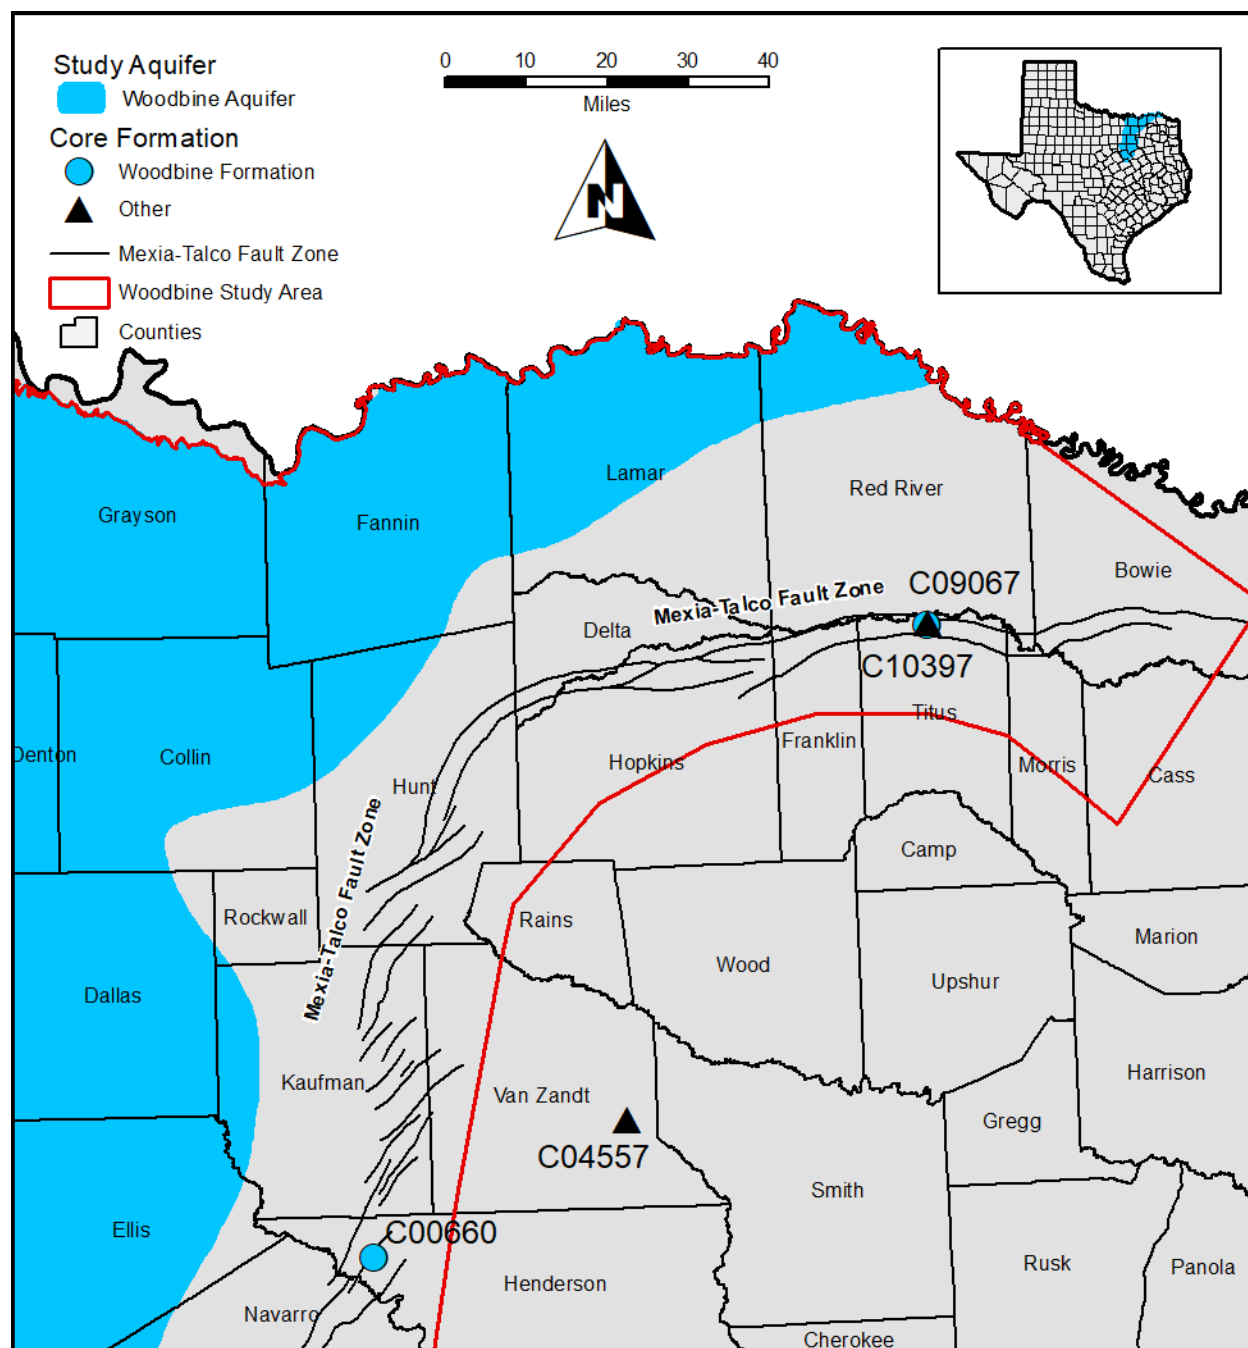 Study Aquifer
Woodbine Aquifer
Core Formation
Woodbine Formation
Other
Mexia-Talco Fault Zone
Woodbine Study Area
Counties
0 10 20 30 40
Miles
N
Lamar
Red River
Grayson
Fannin
Bowie
C09067
Mexia-Talco Fault Zone
Delta
C10397
Titus
Franklin
Denton
Collin
Hopkins
Morris
Cass
Hunt
Mexia-Talco Fault Zone
Camp
Rockwall
Rains
Marion
Wood
Upshur
Dallas
Kaufman
Van Zandt
Harrison
Gregg
C04557
Smith
Ellis
C00660
Henderson
Rusk
Panola
Navarro
Cherokee